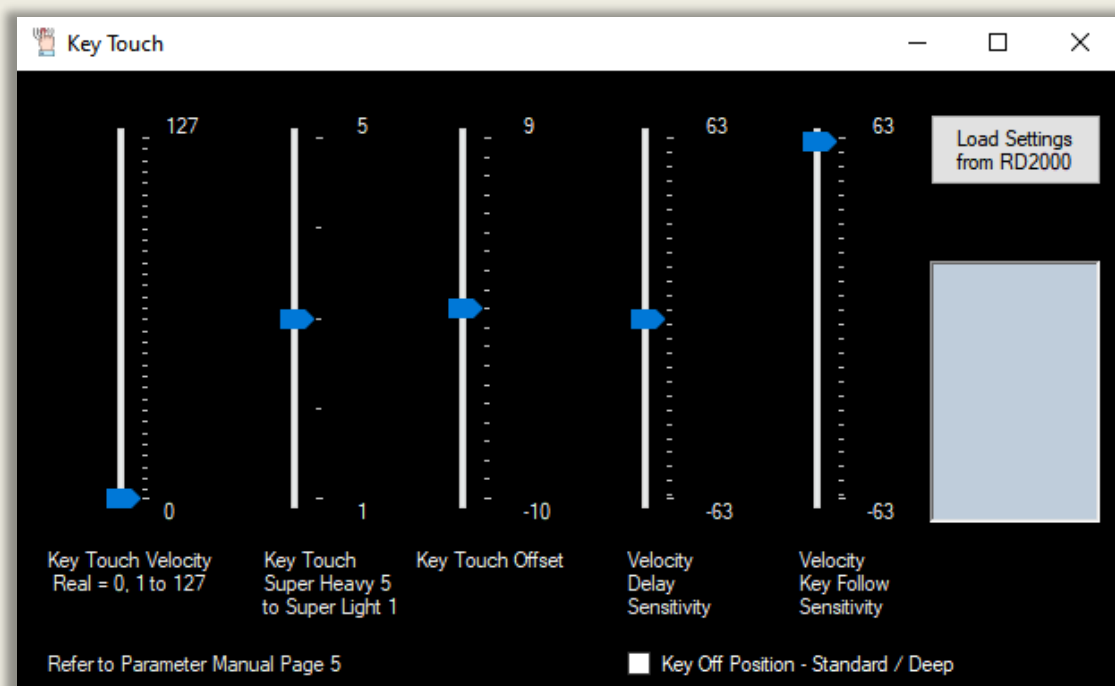 Key Touch
127
5
9
63
63
Load Settings
from RD2000
0
1
-10
-63
-63
Key Touch Velocity
Real = 0, 1 to 127
Key Touch
Super Heavy 5
to Super Light 1
Key Touch Offset
Velocity
Delay
Sensitivity
Velocity
Key Follow
Sensitivity
Refer to Parameter Manual Page 5
Key Off Position - Standard / Deep